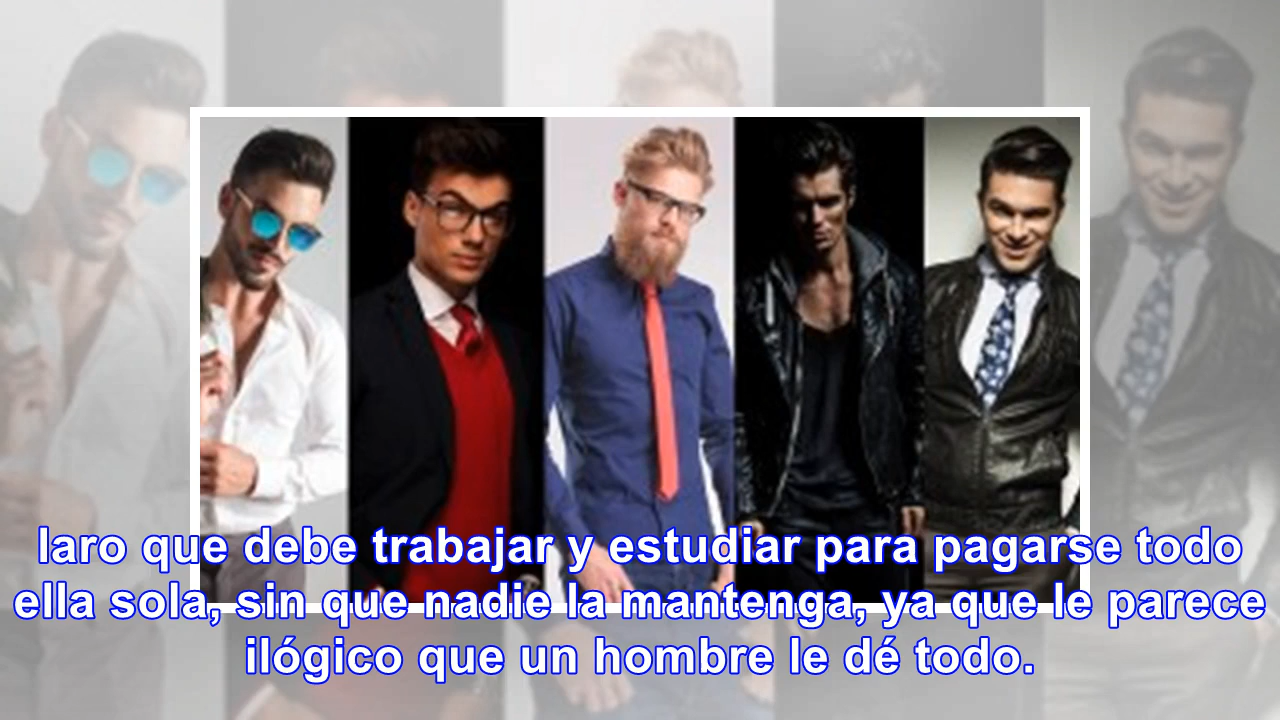 laro que debe trabajar y estudiar para pagarse todo
ella sola, sin que nadie la mantenga, ya que le parece
ilógico que un hombre le dé todo.